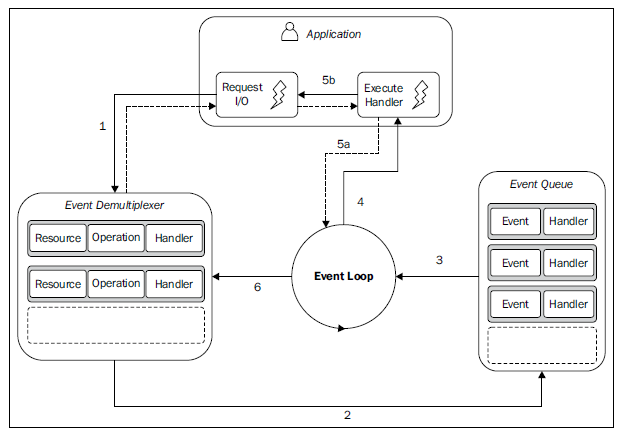 Application
Request
I/O
5b
Execute
Handler
1
5a
4
Event Demultiplexer
Resource Operation Handler
Resource Operation Handler
Event Loop
6
3
Event Queue
Event Handler
Event Handler
Event Handler
2